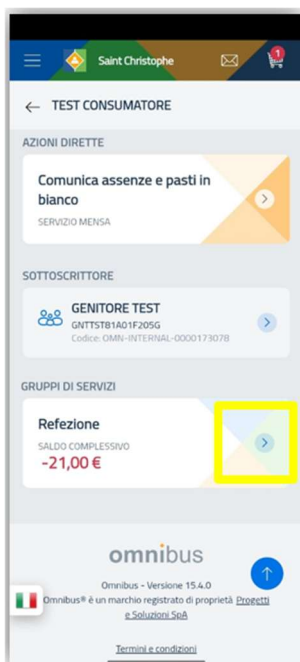 Saint Christophe
1
← TEST CONSUMATORE
AZIONI DIRETTE
Comunica assenze e pasti in
bianco
SERVIZIO MENSA
SOTTOSCRITTORE
GENITORE TEST
GNTTST81A01F205G
Codice: OMN-INTERNAL-0000173078
GRUPPI DI SERVIZI
Refezione
SALDO COMPLESSIVO
-21,00 €
omnibus
Omnibus - Versione 15.4.0
Omnibus® è un marchio registrato di proprietà Progetti
e Soluzioni SpA
Termini e condizioni